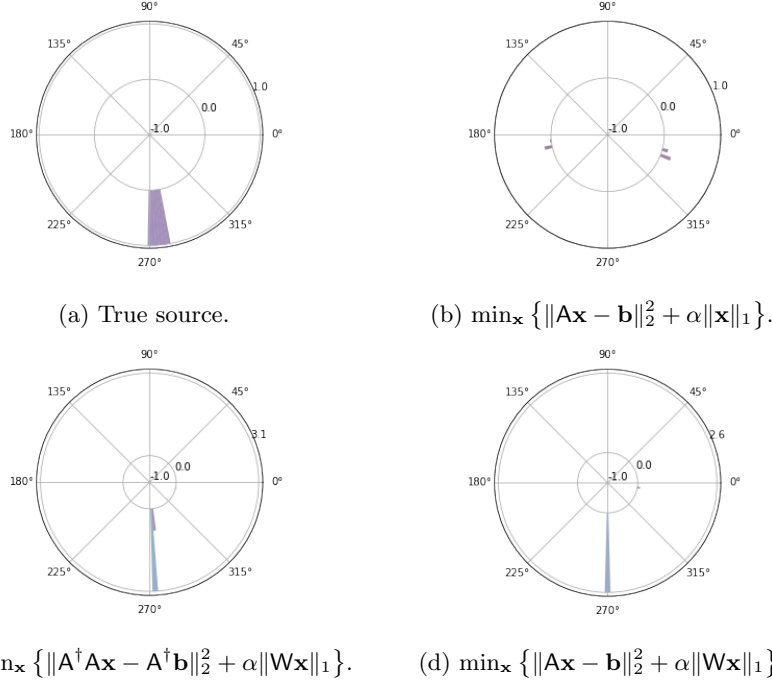 90° 90°
135° 45° 135° 45°
1.0 1.0
0.0 0.0
180° -1.0 0° 180° -1.0 0°
225° 315° 225° 315°
270° 270°
(a) True source. (b) min_x {‖Ax − b‖₂² + α‖x‖₁}.
90° 90°
135° 45° 135° 45°
3.1 2.6
0.0 0.0
180° -1.0 0° 180° -1.0 0°
225° 315° 225° 315°
270° 270°
n_x {‖A†Ax − A†b‖₂² + α‖Wx‖₁}. (d) min_x {‖Ax − b‖₂² + α‖Wx‖₁}